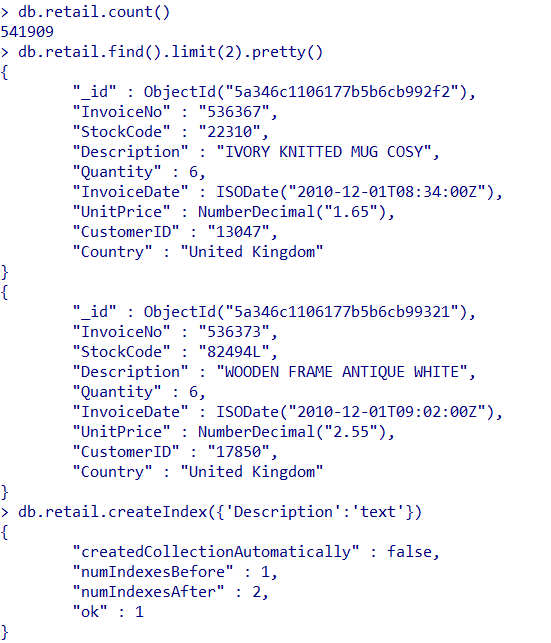 > db.retail.count()
541909
> db.retail.find().limit(2).pretty()
{
        "_id" : ObjectId("5a346c1106177b5b6cb992f2"),
        "InvoiceNo" : "536367",
        "StockCode" : "22310",
        "Description" : "IVORY KNITTED MUG COSY",
        "Quantity" : 6,
        "InvoiceDate" : ISODate("2010-12-01T08:34:00Z"),
        "UnitPrice" : NumberDecimal("1.65"),
        "CustomerID" : "13047",
        "Country" : "United Kingdom"
}
{
        "_id" : ObjectId("5a346c1106177b5b6cb99321"),
        "InvoiceNo" : "536373",
        "StockCode" : "82494L",
        "Description" : "WOODEN FRAME ANTIQUE WHITE",
        "Quantity" : 6,
        "InvoiceDate" : ISODate("2010-12-01T09:02:00Z"),
        "UnitPrice" : NumberDecimal("2.55"),
        "CustomerID" : "17850",
        "Country" : "United Kingdom"
}
> db.retail.createIndex({'Description':'text'})
{
        "createdCollectionAutomatically" : false,
        "numIndexesBefore" : 1,
        "numIndexesAfter" : 2,
        "ok" : 1
}